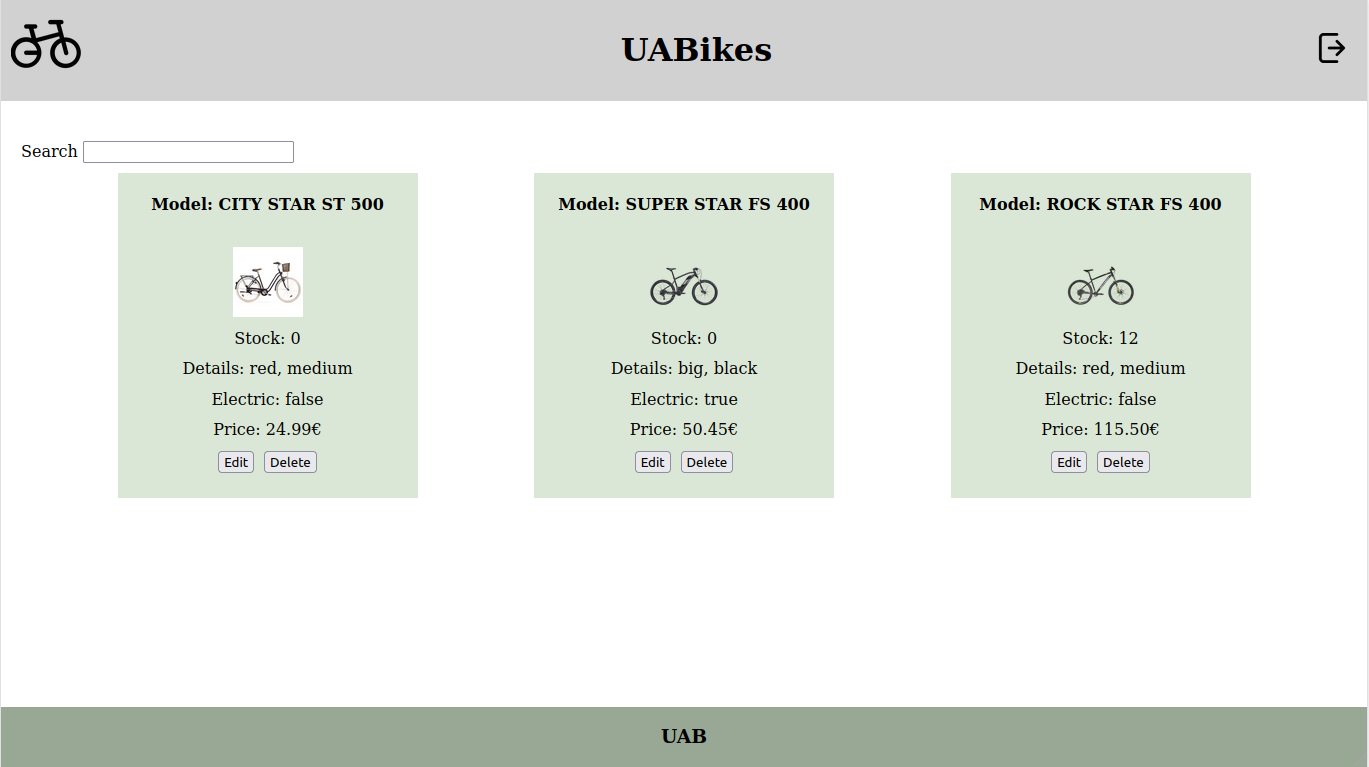 UABikes
Search
Model: CITY STAR ST 500
Stock: 0
Details: red, medium
Electric: false
Price: 24.99€
Edit Delete
Model: SUPER STAR FS 400
Stock: 0
Details: big, black
Electric: true
Price: 50.45€
Edit Delete
Model: ROCK STAR FS 400
Stock: 12
Details: red, medium
Electric: false
Price: 115.50€
Edit Delete
UAB